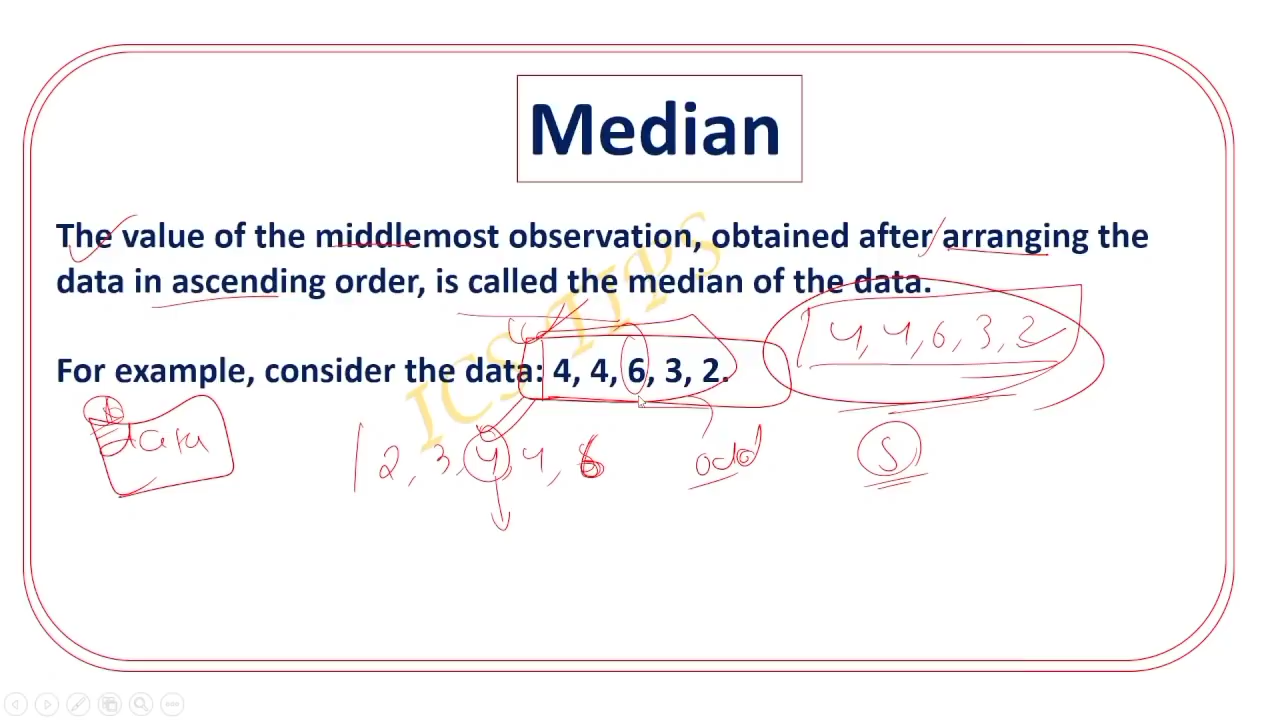 Median
The value of the middlemost observation, obtained after arranging the
data in ascending order, is called the median of the data.
4, 4, 6, 3, 2
For example, consider the data: 4, 4, 6, 3, 2.
data
2, 3, 4, 4, 6
odd
5